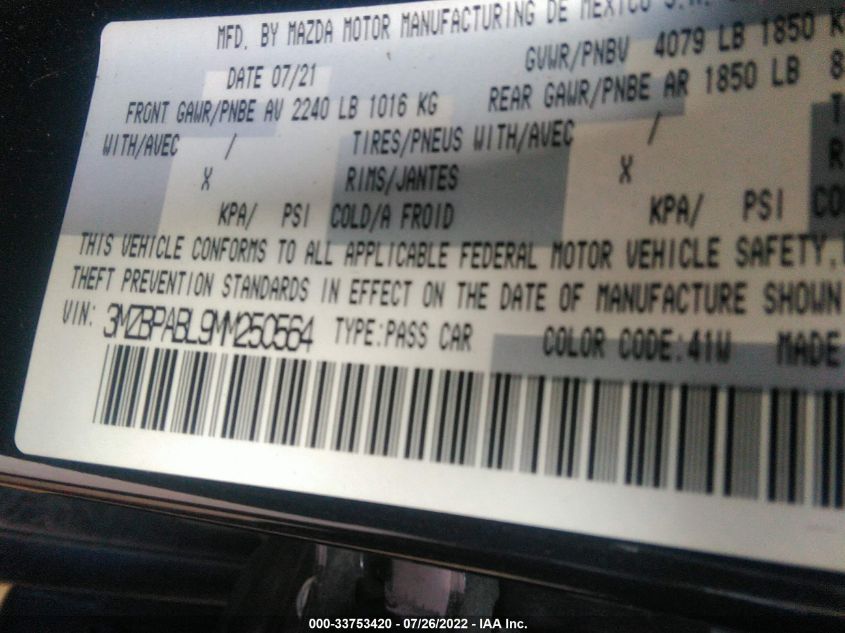 MFD. BY MAZDA MOTOR MANUFACTURING DE MEXICO S.A.
DATE 07/21
GVWR/PNBV 4079 LB 1850 K
FRONT GAWR/PNBE AV 2240 LB 1016 KG
REAR GAWR/PNBE AR 1850 LB 8
WITH/AVEC /
TIRES/PNEUS WITH/AVEC /
X RIMS/JANTES X
KPA/ PSI COLD/A FROID KPA/ PSI CO
THIS VEHICLE CONFORMS TO ALL APPLICABLE FEDERAL MOTOR VEHICLE SAFETY,
THEFT PREVENTION STANDARDS IN EFFECT ON THE DATE OF MANUFACTURE SHOWN
VIN: 3MZBPABL9MM250564 TYPE:PASS CAR COLOR CODE:41W MADE
000-33753420 - 07/26/2022 - IAA Inc.